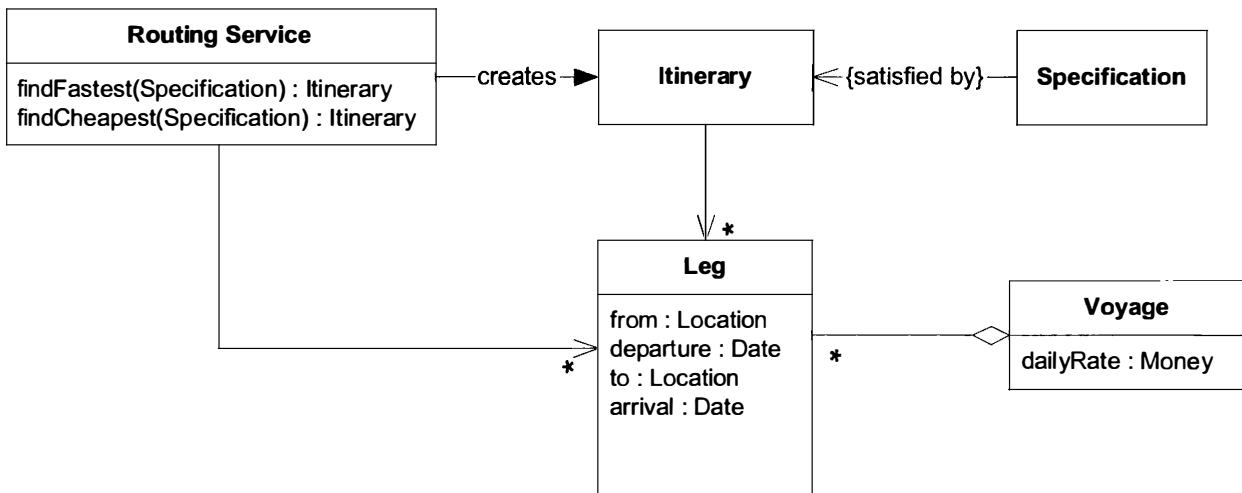 Routing Service
findFastest(Specification) : Itinerary
findCheapest(Specification) : Itinerary
creates
Itinerary
{satisfied by}
Specification
*
Leg
from : Location
departure : Date
to : Location
arrival : Date
*
*
Voyage
dailyRate : Money